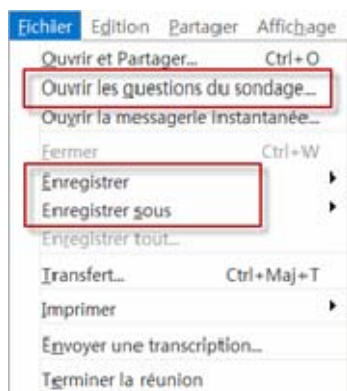 Fichier Edition Partager Affichage
Ouvrir et Partager... Ctrl+O
Ouvrir les questions du sondage...
Ouvrir la messagerie instantanée...
Fermer Ctrl+W
Enregistrer
Enregistrer sous
Enregistrer tout...
Transfert... Ctrl+Maj+T
Imprimer
Envoyer une transcription...
Terminer la réunion